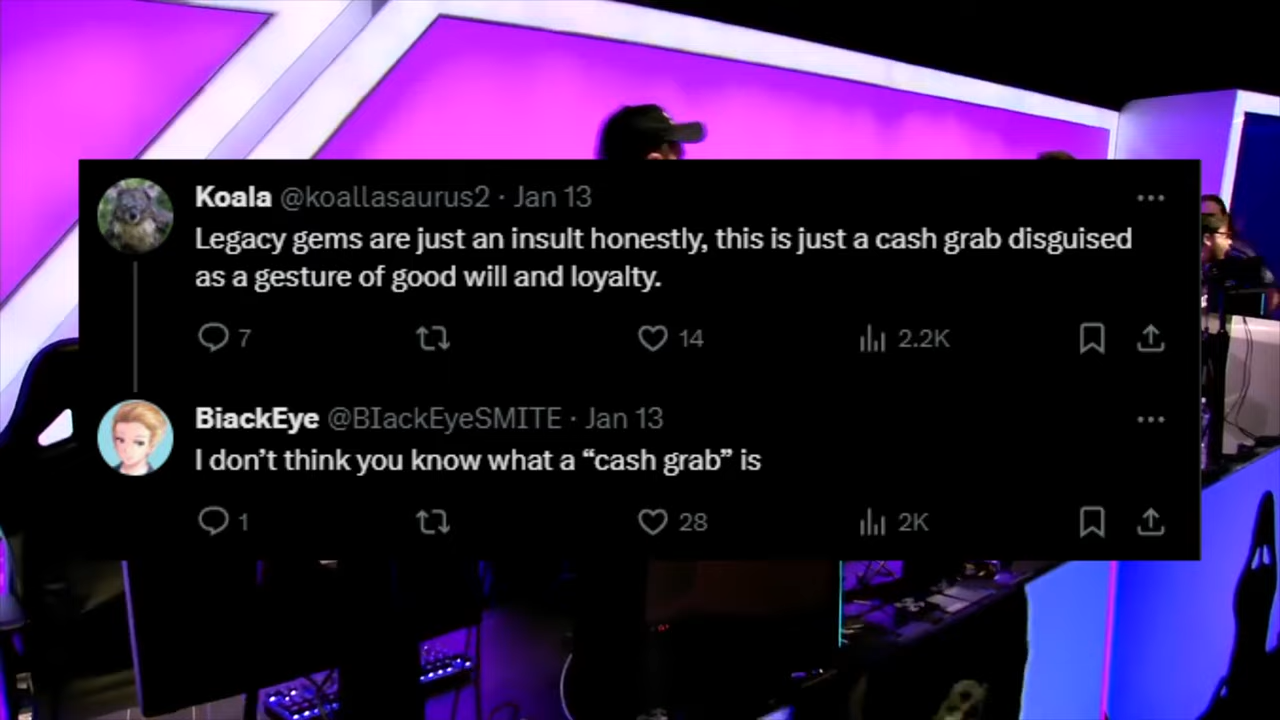 Koala @koallasaurus2 · Jan 13
Legacy gems are just an insult honestly, this is just a cash grab disguised
as a gesture of good will and loyalty.
7 14 2.2K
BiackEye @BIackEyeSMITE · Jan 13
I don’t think you know what a “cash grab” is
1 28 2K